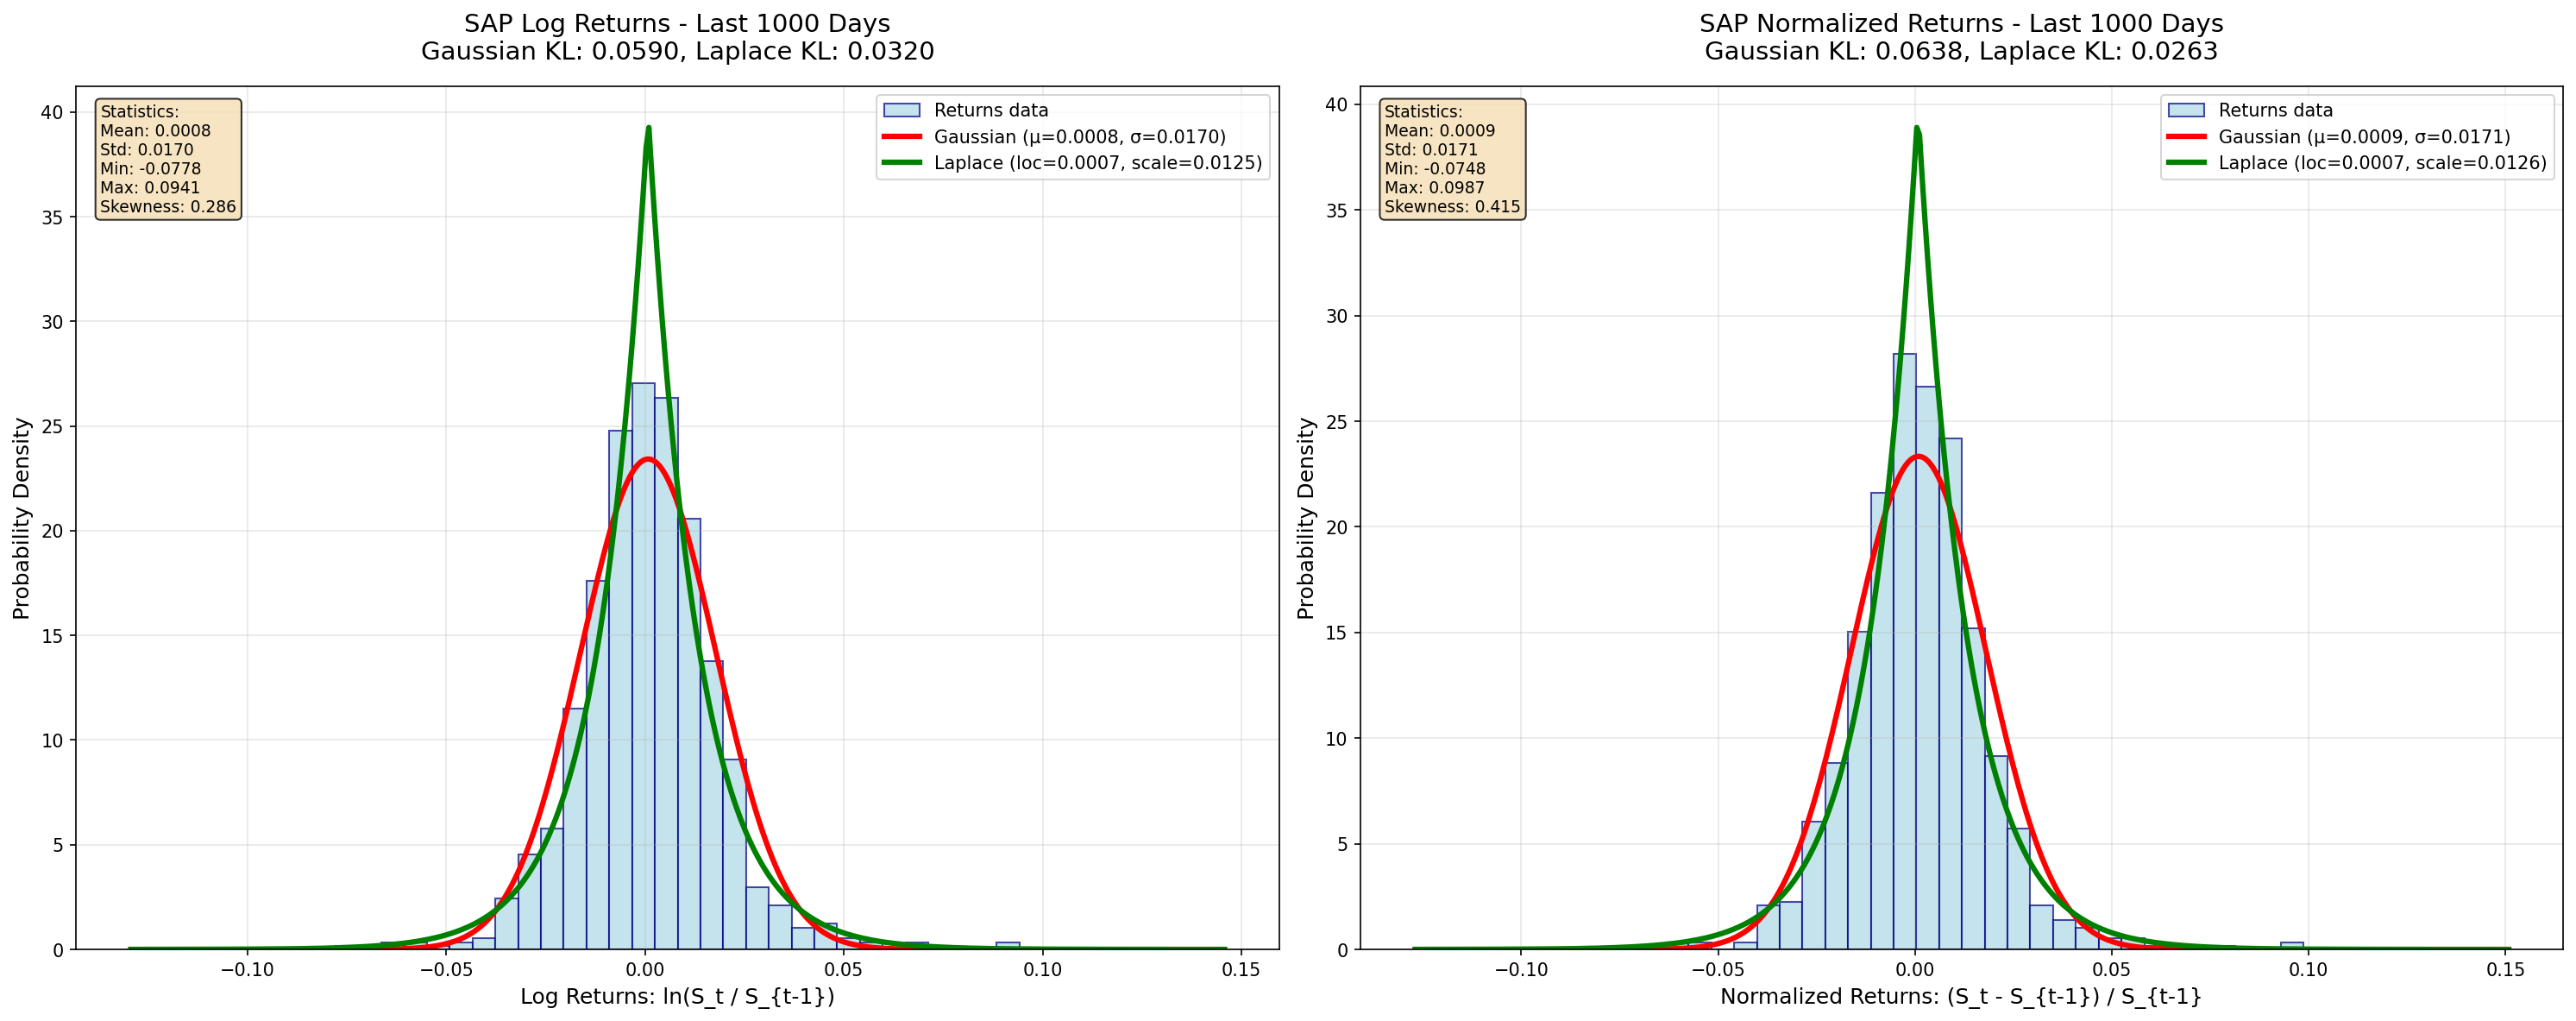 SAP Log Returns - Last 1000 Days
Gaussian KL: 0.0590, Laplace KL: 0.0320
Statistics:
Mean: 0.0008
Std: 0.0170
Min: -0.0778
Max: 0.0941
Skewness: 0.286
Returns data
Gaussian (μ=0.0008, σ=0.0170)
Laplace (loc=0.0007, scale=0.0125)
Probability Density
40
35
30
25
20
15
10
5
0
−0.10
−0.05
0.00
0.05
0.10
0.15
Log Returns: ln(S_t / S_{t-1})
SAP Normalized Returns - Last 1000 Days
Gaussian KL: 0.0638, Laplace KL: 0.0263
Statistics:
Mean: 0.0009
Std: 0.0171
Min: -0.0748
Max: 0.0987
Skewness: 0.415
Returns data
Gaussian (μ=0.0009, σ=0.0171)
Laplace (loc=0.0007, scale=0.0126)
Probability Density
40
35
30
25
20
15
10
5
0
−0.10
−0.05
0.00
0.05
0.10
0.15
Normalized Returns: (S_t - S_{t-1}) / S_{t-1}